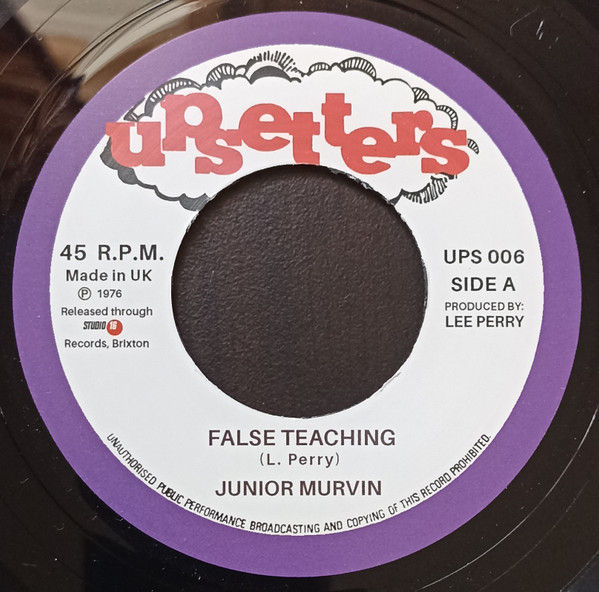 upsetters
45 R.P.M.
Made in UK
Ⓟ 1976
Released through
STUDIO 16
Records, Brixton
UPS 006
SIDE A
PRODUCED BY:
LEE PERRY
FALSE TEACHING
(L. Perry)
JUNIOR MURVIN
UNAUTHORISED PUBLIC PERFORMANCE BROADCASTING AND COPYING OF THIS RECORD PROHIBITED.